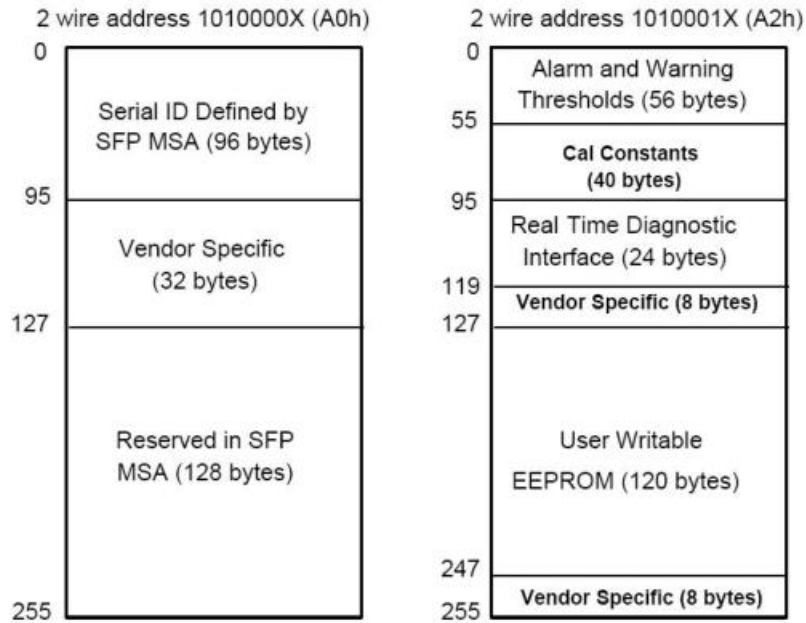 2 wire address 1010000X (A0h)
0
Serial ID Defined by
SFP MSA (96 bytes)
95
Vendor Specific
(32 bytes)
127
Reserved in SFP
MSA (128 bytes)
255
2 wire address 1010001X (A2h)
0
Alarm and Warning
Thresholds (56 bytes)
55
Cal Constants
(40 bytes)
95
Real Time Diagnostic
Interface (24 bytes)
119
Vendor Specific (8 bytes)
127
User Writable
EEPROM (120 bytes)
247
Vendor Specific (8 bytes)
255